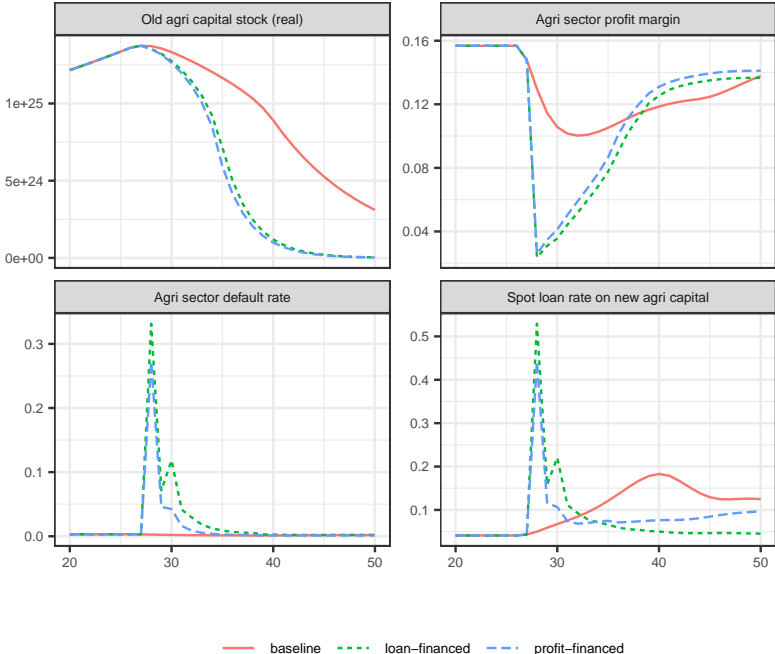 Old agri capital stock (real)
Agri sector profit margin
1e+25
5e+24
0e+00
0.16
0.12
0.08
0.04
Agri sector default rate
Spot loan rate on new agri capital
0.3
0.2
0.1
0.0
0.5
0.4
0.3
0.2
0.1
20 30 40 50
20 30 40 50
baseline loan−financed profit−financed